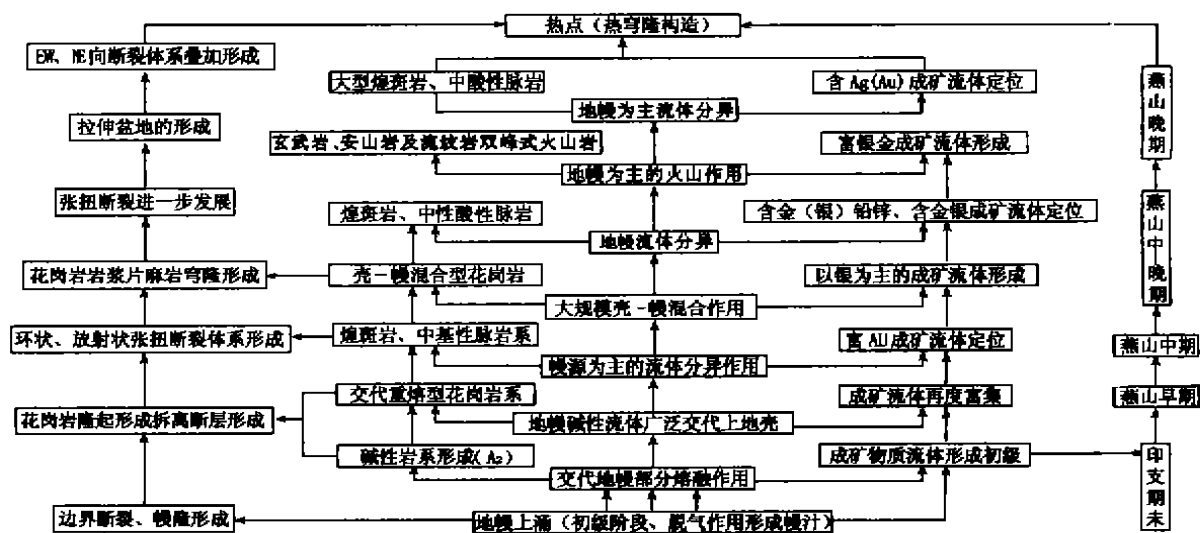 热点（热穹隆构造）
EW、NE向断裂体系叠加形成
大型煌斑岩、中酸性脉岩
含Ag(Au)成矿流体定位
燕山晚期
地幔为主流体分异
拉伸盆地的形成
玄武岩、安山岩及流纹岩双峰式火山岩
富银金成矿流体形成
地幔为主的火山作用
张扭断裂进一步发展
煌斑岩、中性酸性脉岩
含金（银）铅锌、含金银成矿流体定位
燕山中—晚期
地幔流体分异
花岗岩岩浆片麻岩穹隆形成
壳－幔混合型花岗岩
以银为主的成矿流体形成
大规模壳－幔混合作用
环状、放射状张扭断裂体系形成
煌斑岩、中基性脉岩系
富AU成矿流体定位
燕山中期
幔源为主的流体分异作用
交代重熔型花岗岩系
成矿流体再度富集
燕山早期
花岗岩隆起形成拆离断层形成
地幔碱性流体广泛交代上地壳
碱性岩系形成(A₂)
成矿物质流体形成初级
印支期末
交代地幔部分熔融作用
边界断裂、幔隆形成
地幔上涌（初级阶段、脱气作用形成幔汁）